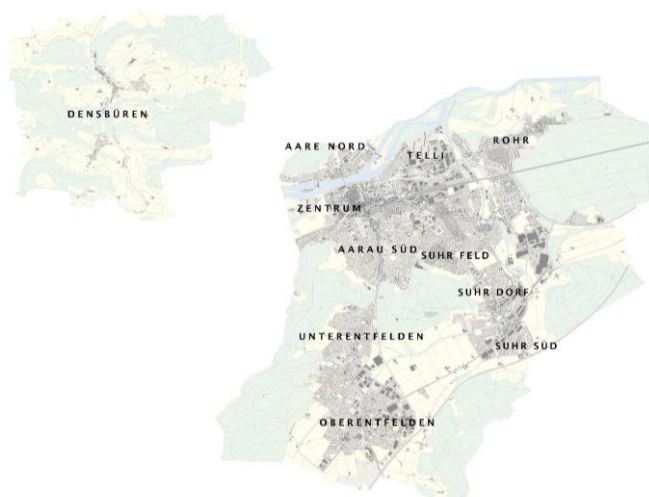 DENSBÜREN
AARE NORD
TELLI
ROHR
ZENTRUM
AARAU SÜD
SUHR FELD
SUHR DORF
UNTERENTFELDEN
SUHR SÜD
OBERENTFELDEN